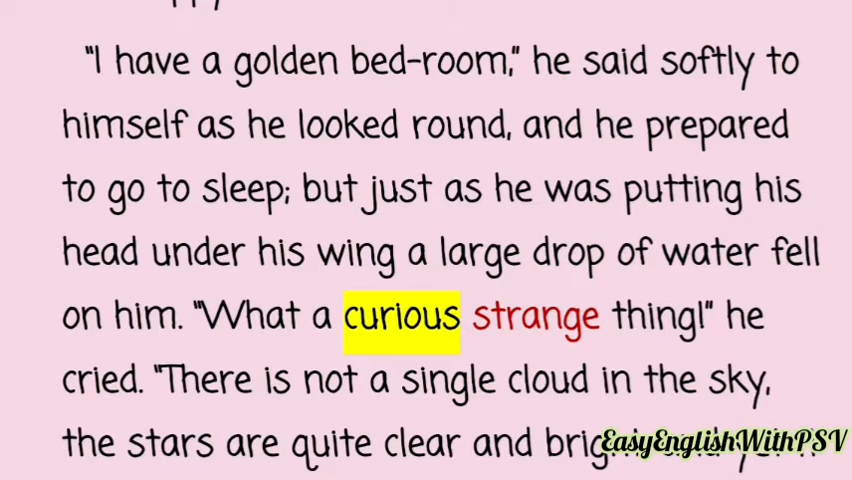 "I have a golden bed-room," he said softly to
himself as he looked round, and he prepared
to go to sleep; but just as he was putting his
head under his wing a large drop of water fell
on him. "What a curious strange thing!" he
cried. "There is not a single cloud in the sky,
the stars are quite clear and bright,
EasyEnglishWithPSV